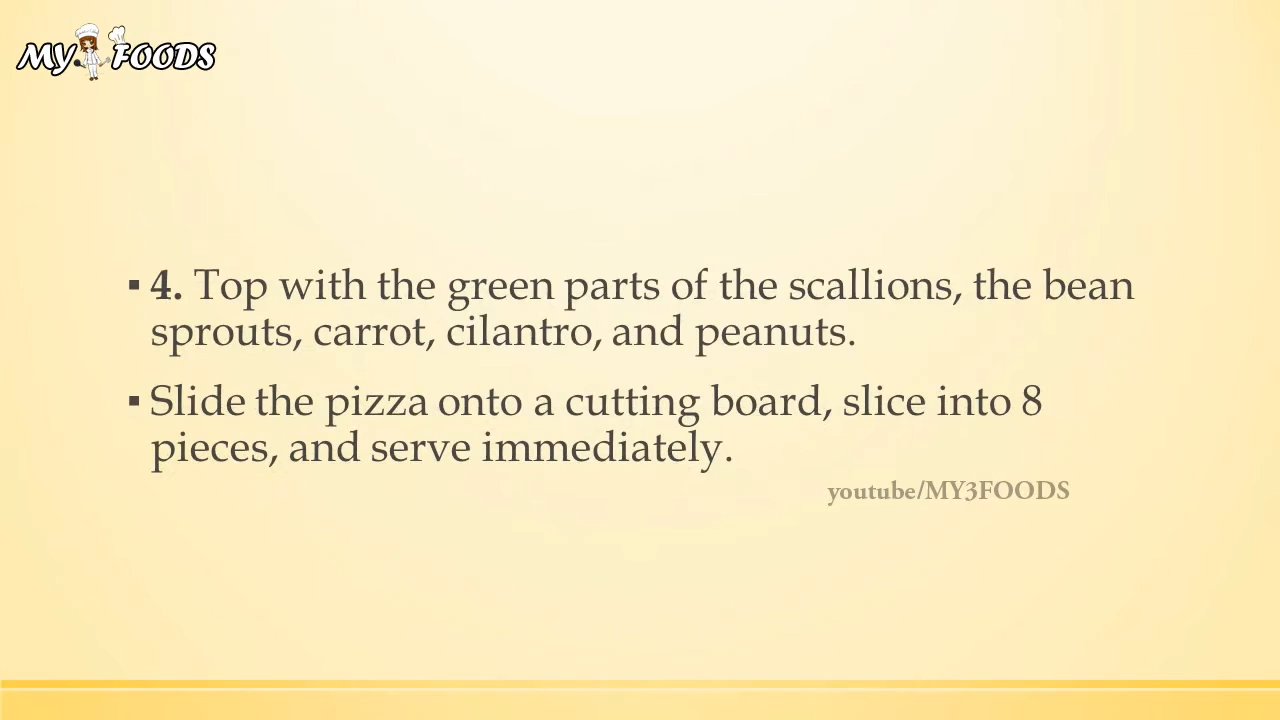 MY FOODS
▪ 4. Top with the green parts of the scallions, the bean
sprouts, carrot, cilantro, and peanuts.
▪ Slide the pizza onto a cutting board, slice into 8
pieces, and serve immediately.
youtube/MY3FOODS